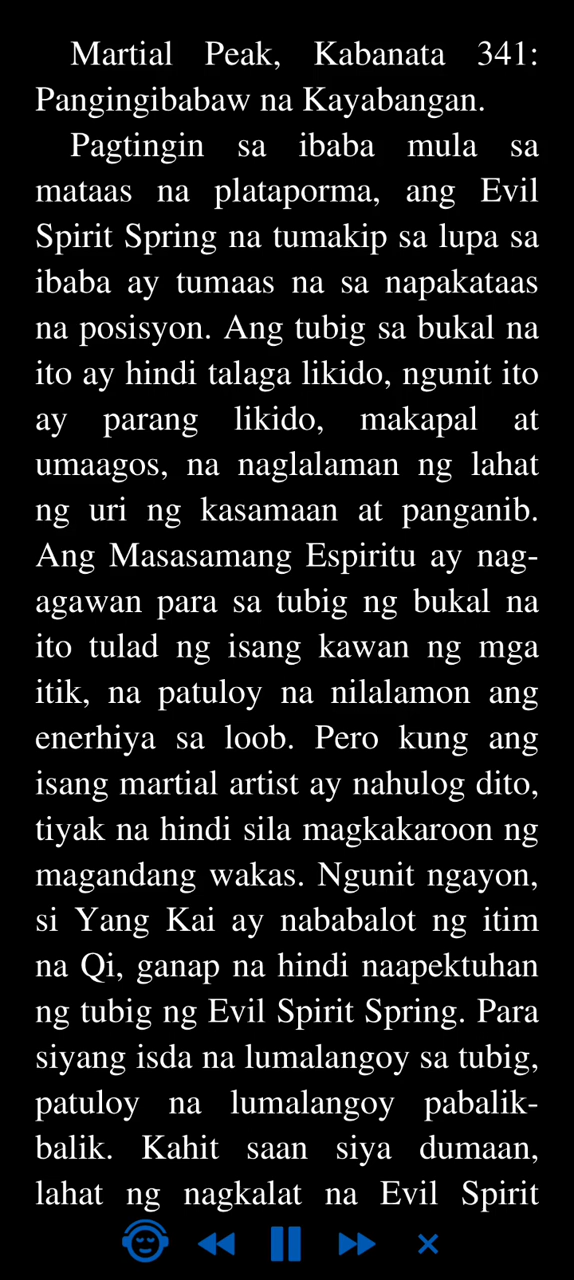 Martial Peak, Kabanata 341:
Pangingibabaw na Kayabangan.
Pagtingin sa ibaba mula sa
mataas na plataporma, ang Evil
Spirit Spring na tumakip sa lupa sa
ibaba ay tumaas na sa napakataas
na posisyon. Ang tubig sa bukal na
ito ay hindi talaga likido, ngunit ito
ay parang likido, makapal at
umaagos, na naglalaman ng lahat
ng uri ng kasamaan at panganib.
Ang Masasamang Espiritu ay nag-
agawan para sa tubig ng bukal na
ito tulad ng isang kawan ng mga
itik, na patuloy na nilalamon ang
enerhiya sa loob. Pero kung ang
isang martial artist ay nahulog dito,
tiyak na hindi sila magkakaroon ng
magandang wakas. Ngunit ngayon,
si Yang Kai ay nababalot ng itim
na Qi, ganap na hindi naapektuhan
ng tubig ng Evil Spirit Spring. Para
siyang isda na lumalangoy sa tubig,
patuloy na lumalangoy pabalik-
balik. Kahit saan siya dumaan,
lahat ng nagkalat na Evil Spirit